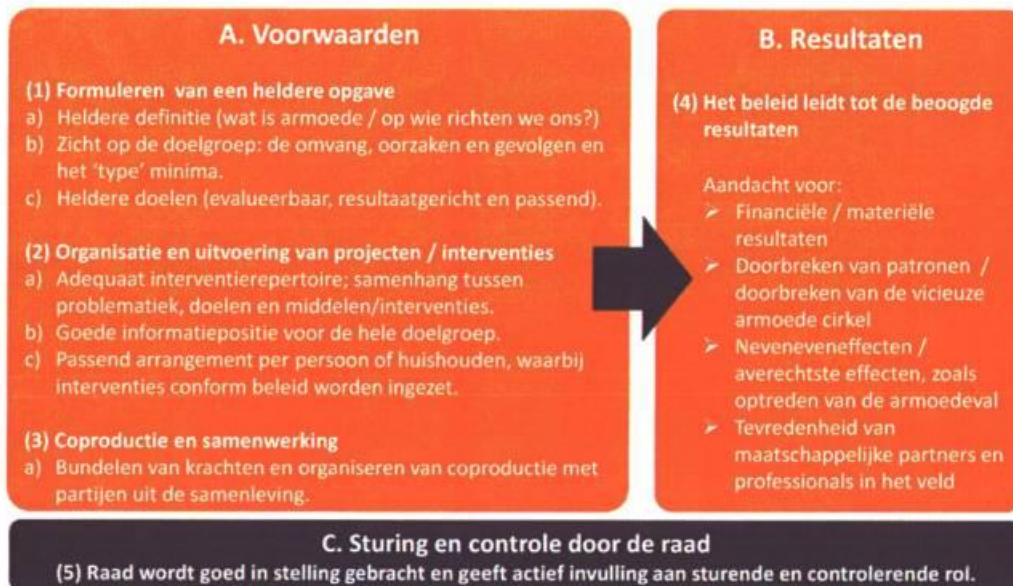 A. Voorwaarden
(1) Formuleren van een heldere opgave
a) Heldere definitie (wat is armoede / op wie richten we ons?)
b) Zicht op de doelgroep: de omvang, oorzaken en gevolgen en
het ‘type’ minima.
c) Heldere doelen (evalueerbaar, resultaatgericht en passend).
(2) Organisatie en uitvoering van projecten / interventies
a) Adequaat interventierepertoire; samenhang tussen
problematiek, doelen en middelen/interventies.
b) Goede informatiepositie voor de hele doelgroep.
c) Passend arrangement per persoon of huishouden, waarbij
interventies conform beleid worden ingezet.
(3) Coproductie en samenwerking
a) Bundelen van krachten en organiseren van coproductie met
partijen uit de samenleving.
B. Resultaten
(4) Het beleid leidt tot de beoogde
resultaten
Aandacht voor:
➢ Financiële / materiële
resultaten
➢ Doorbreken van patronen /
doorbreken van de vicieuze
armoede cirkel
➢ Neveneveneffecten /
averechtste effecten, zoals
optreden van de armoedeval
➢ Tevredenheid van
maatschappelijke partners en
professionals in het veld
C. Sturing en controle door de raad
(5) Raad wordt goed in stelling gebracht en geeft actief invulling aan sturende en controlerende rol.